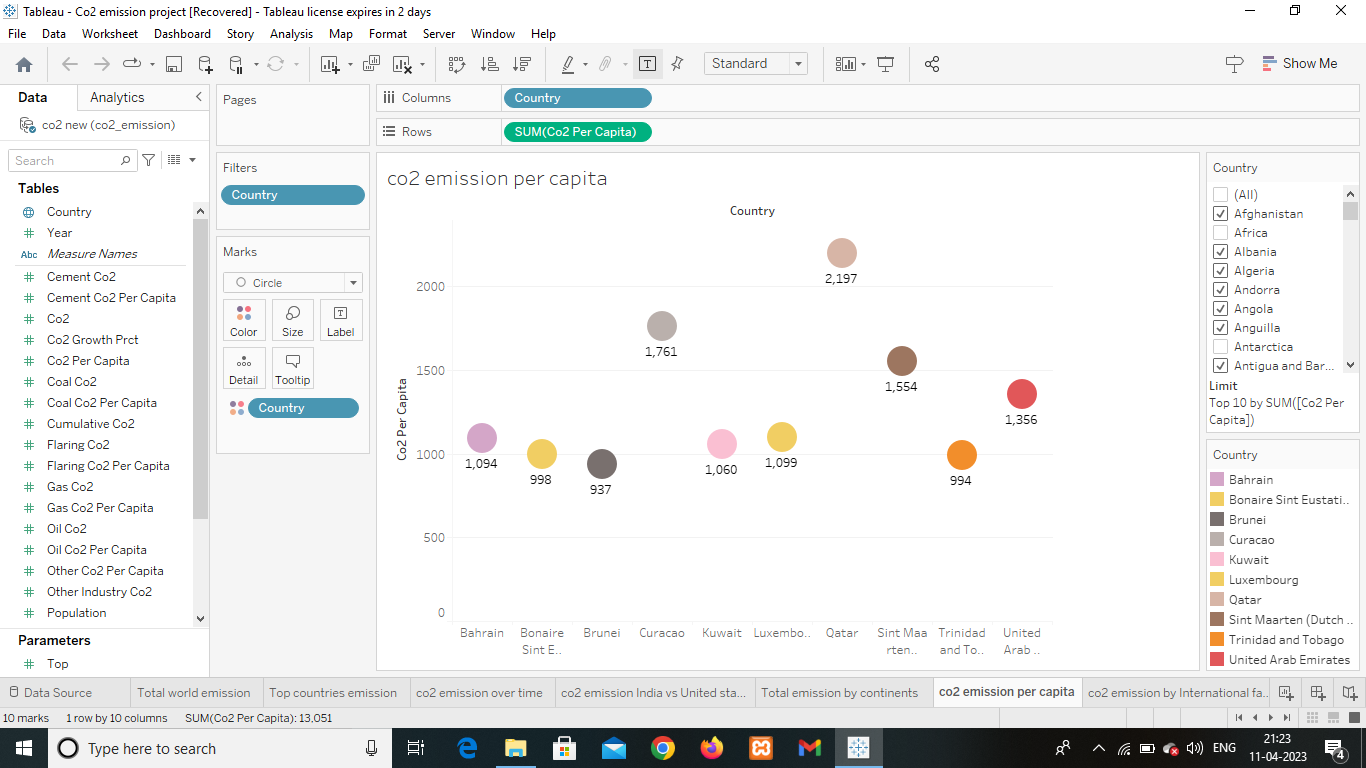 Tableau - Co2 emission project [Recovered] - Tableau license expires in 2 days
File Data Worksheet Dashboard Story Analysis Map Format Server Window Help
Standard
Show Me
Data Analytics
co2 new (co2_emission)
Search
Tables
Country
Year
Abc Measure Names
Cement Co2
Cement Co2 Per Capita
Co2
Co2 Growth Prct
Co2 Per Capita
Coal Co2
Coal Co2 Per Capita
Cumulative Co2
Flaring Co2
Flaring Co2 Per Capita
Gas Co2
Gas Co2 Per Capita
Oil Co2
Oil Co2 Per Capita
Other Co2 Per Capita
Other Industry Co2
Population
Parameters
Top
Pages
Filters
Country
Marks
Circle
Color Size Label
Detail Tooltip
Country
Columns Country
Rows SUM(Co2 Per Capita)
co2 emission per capita
Country
Co2 Per Capita
2000
1500
1000
500
0
1,094
998
937
1,761
1,060
1,099
2,197
1,554
994
1,356
Bahrain
Bonaire
Sint E..
Brunei
Curacao
Kuwait
Luxembo..
Qatar
Sint Maa
rten..
Trinidad
and To..
United
Arab ..
Country
(All)
Afghanistan
Africa
Albania
Algeria
Andorra
Angola
Anguilla
Antarctica
Antigua and Bar...
Limit
Top 10 by SUM([Co2 Per
Capita])
Country
Bahrain
Bonaire Sint Eustati..
Brunei
Curacao
Kuwait
Luxembourg
Qatar
Sint Maarten (Dutch ..
Trinidad and Tobago
United Arab Emirates
Data Source Total world emission Top countries emission co2 emission over time co2 emission India vs United sta... Total emission by continents co2 emission per capita co2 emission by International fa...
10 marks 1 row by 10 columns SUM(Co2 Per Capita): 13,051
Type here to search
ENG
21:23
11-04-2023
4